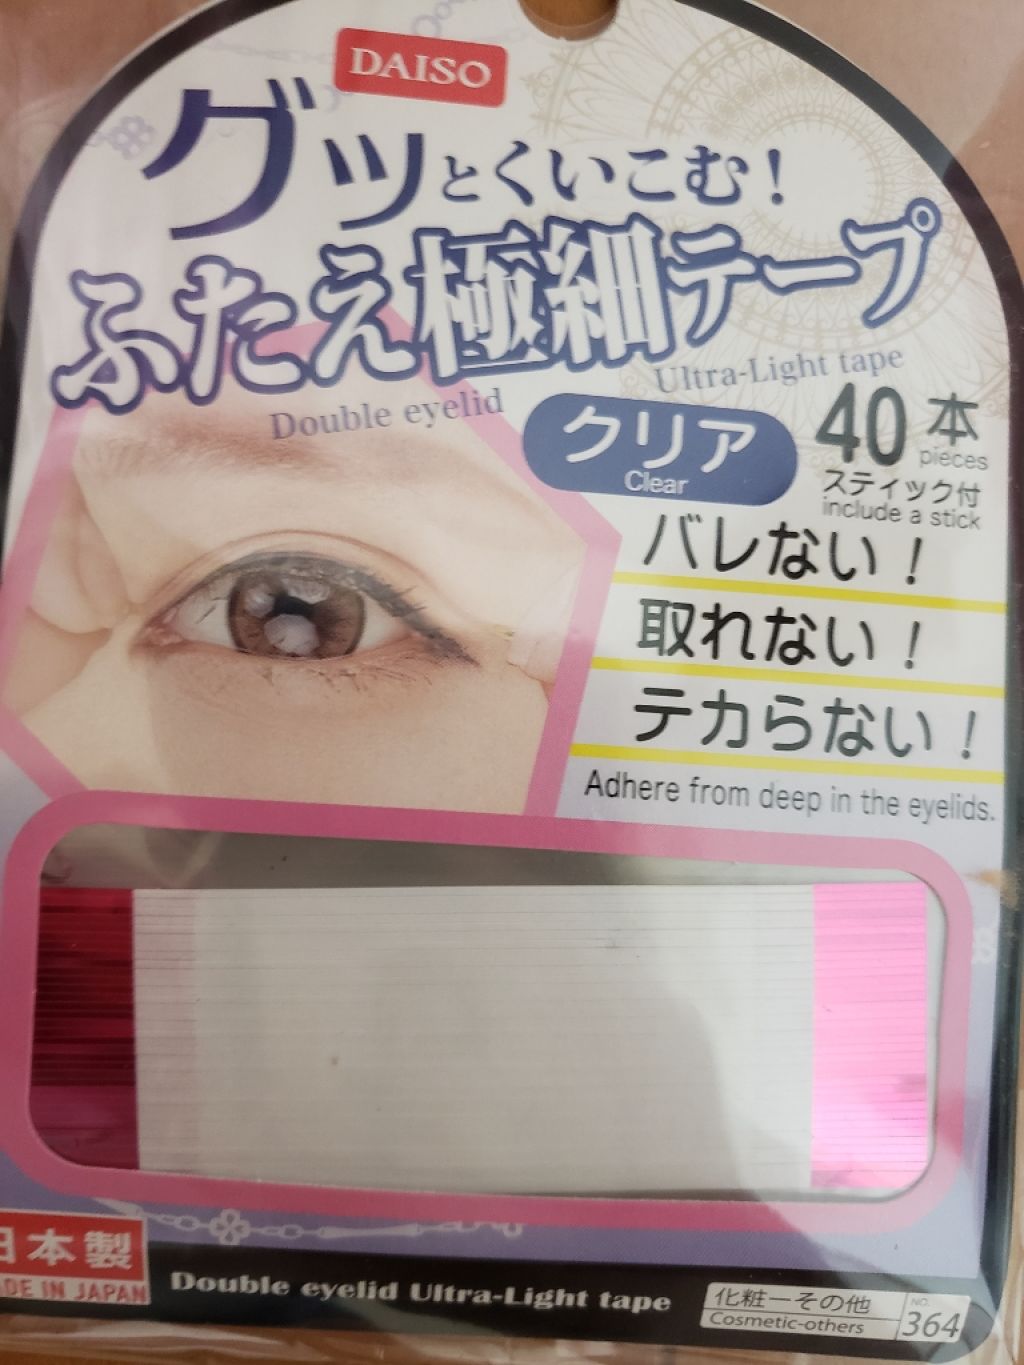 DAISO
グッとくいこむ!
ふたえ極細テープ
Double eyelid Ultra-Light tape
クリア
Clear
40本
pieces
スティック付
include a stick
バレない!
取れない!
テカらない!
Adhere from deep in the eyelids.
日本製
DE IN JAPAN
Double eyelid Ultra-Light tape
化粧ーその他
Cosmetic-others
NO.
364